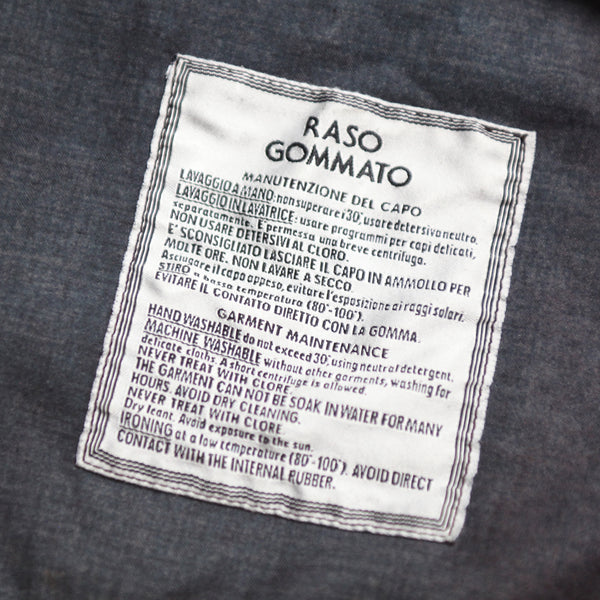 RASO
GOMMATO
MANUTENZIONE DEL CAPO
LAVAGGIO A MANO: non superare i 30°, usare detersivo neutro.
LAVAGGIO IN LAVATRICE: usare programmi per capi delicati,
separatamente. E' permessa una breve centrifuga.
NON USARE DETERSIVI AL CLORO.
E' SCONSIGLIATO LASCIARE IL CAPO IN AMMOLLO PER
MOLTE ORE. NON LAVARE A SECCO.
Asciugare il capo appeso, evitare l'esposizione ai raggi solari.
STIRO a bassa temperatura (80°-100°).
EVITARE IL CONTATTO DIRETTO CON LA GOMMA.
GARMENT MAINTENANCE
HAND WASHABLE do not exceed 30°, using neutral detergent.
MACHINE WASHABLE without other garments, washing for
delicate cloths. A short centrifuge is allowed.
NEVER TREAT WITH CLORE.
THE GARMENT CAN NOT BE SOAK IN WATER FOR MANY
HOURS. AVOID DRY CLEANING.
NEVER TREAT WITH CLORE.
Dry leant. Avoid exposure to the sun.
IRONING at a low temperature (80°-100°). AVOID DIRECT
CONTACT WITH THE INTERNAL RUBBER.